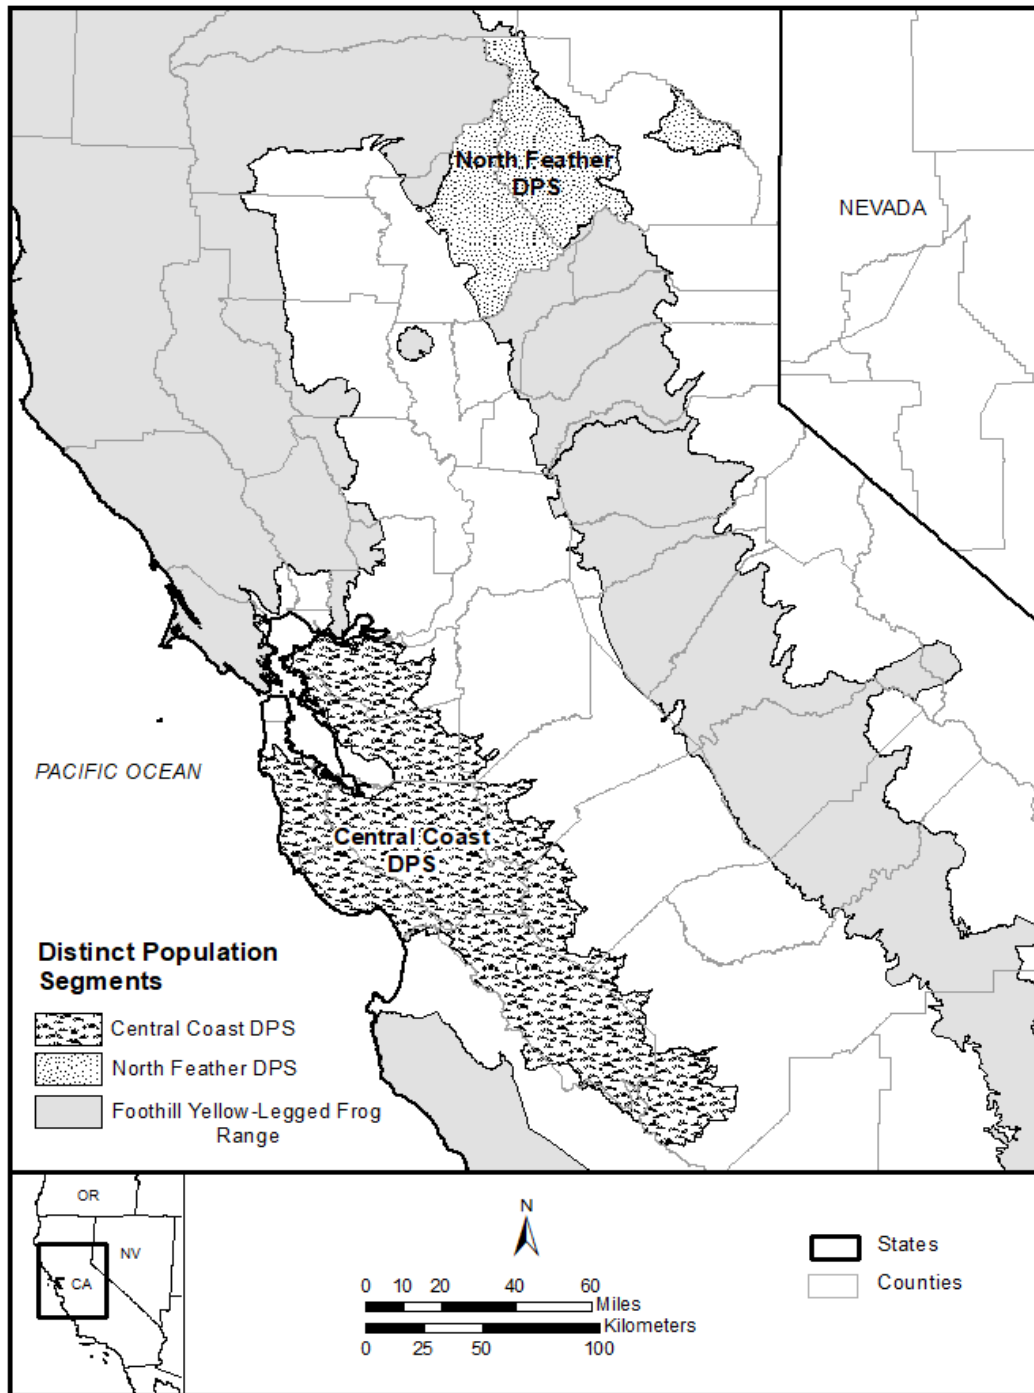 North Feather
DPS
NEVADA
PACIFIC OCEAN
Central Coast
DPS
Distinct Population
Segments
Central Coast DPS
North Feather DPS
Foothill Yellow-Legged Frog
Range
OR
NV
CA
N
0 10 20 40 60
Miles
Kilometers
0 25 50 100
States
Counties